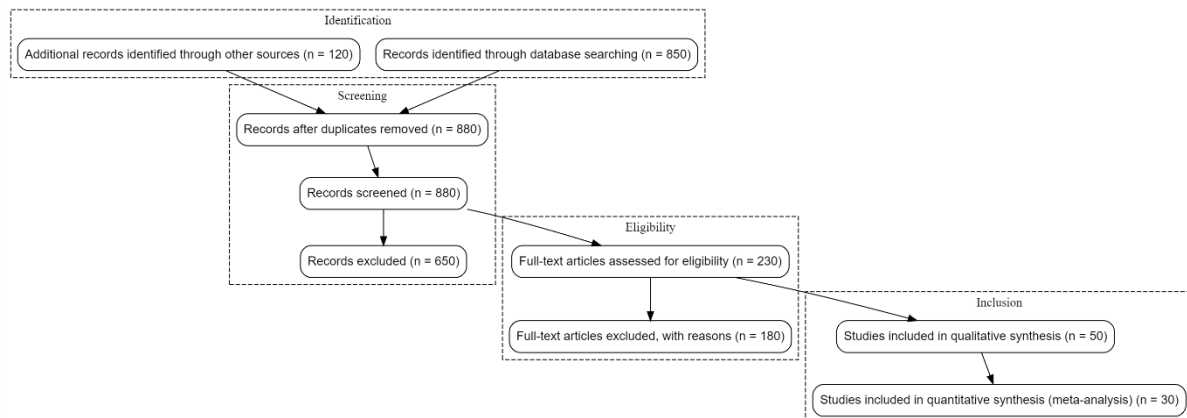 Identification
Additional records identified through other sources (n = 120)
Records identified through database searching (n = 850)
Screening
Records after duplicates removed (n = 880)
Records screened (n = 880)
Records excluded (n = 650)
Eligibility
Full-text articles assessed for eligibility (n = 230)
Full-text articles excluded, with reasons (n = 180)
Inclusion
Studies included in qualitative synthesis (n = 50)
Studies included in quantitative synthesis (meta-analysis) (n = 30)